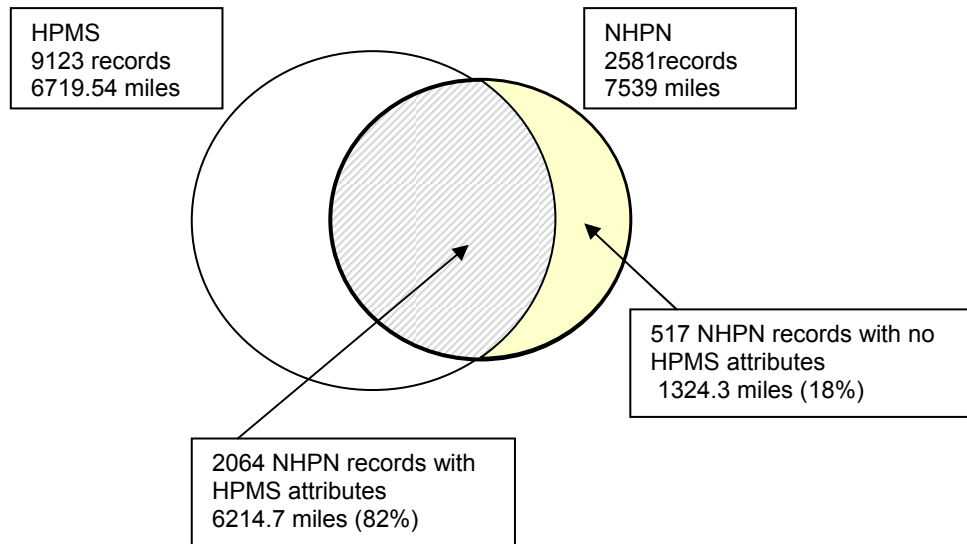 HPMS
9123 records
6719.54 miles
NHPN
2581records
7539 miles
517 NHPN records with no
HPMS attributes
1324.3 miles (18%)
2064 NHPN records with
HPMS attributes
6214.7 miles (82%)